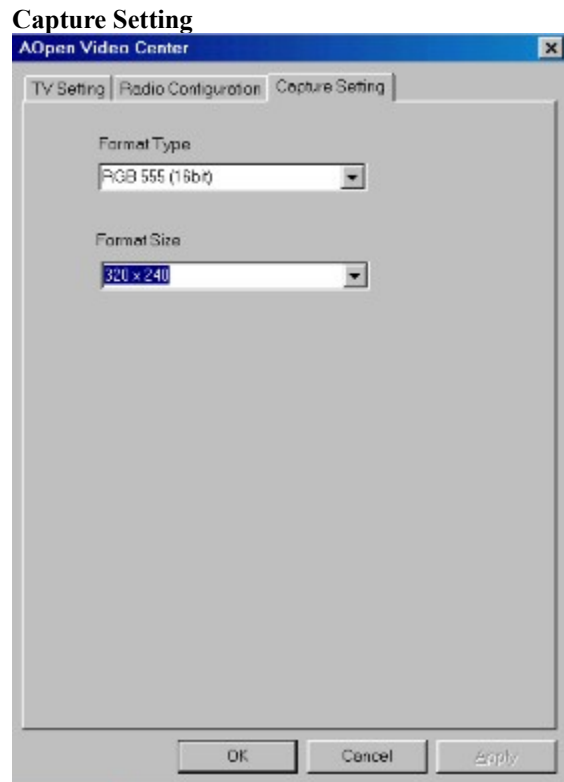 Capture Setting
AOpen Video Center
TV Setting Radio Configuration Capture Setting
Format Type
RGB 555 (16bit)
Format Size
320 x 240
OK Cancel Apply